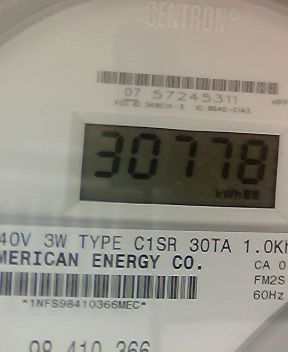 CENTRON®
07 57245311
30778
kWh
40V 3W TYPE C1SR 30TA 1.0Kh
MERICAN ENERGY CO.
CA 0
FM2S
60Hz
*1NFS98410366MEC*
98 410 366